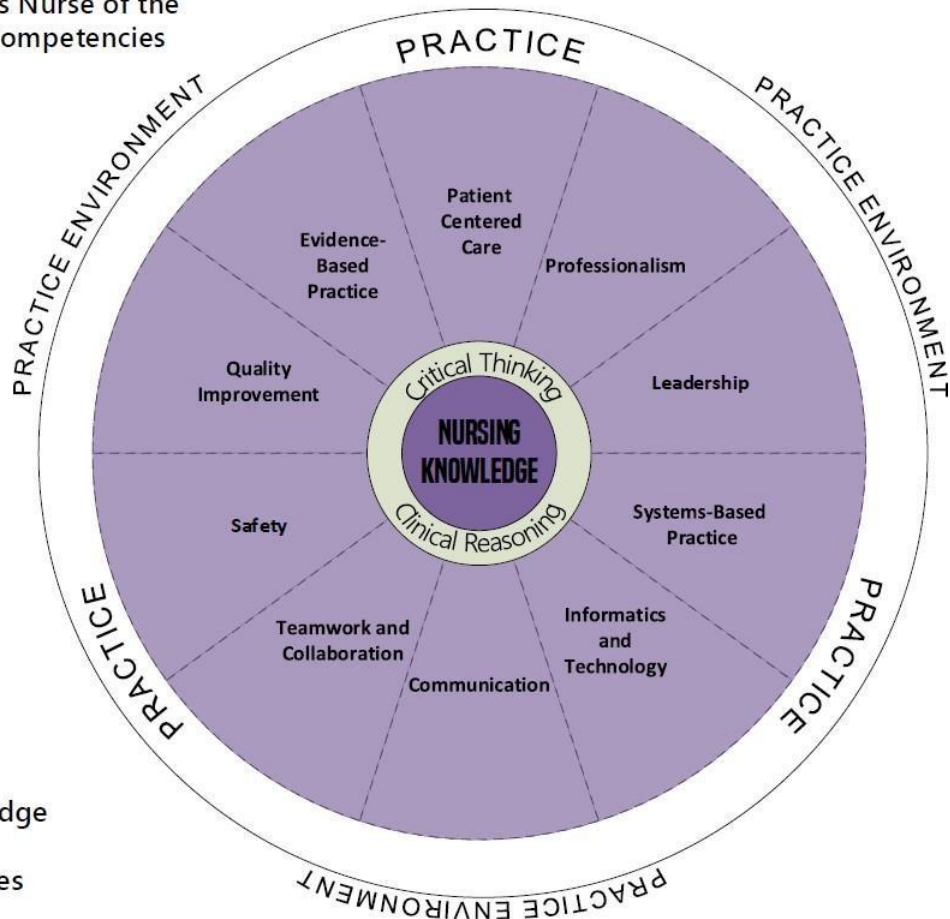 s Nurse of the
ompetencies
PRACTICE
PRACTICE ENVIRONMENT
PRACTICE ENVIRONMENT
Patient
Centered
Care
Evidence-
Based
Practice
Professionalism
Quality
Improvement
Leadership
Critical Thinking
NURSING
KNOWLEDGE
Clinical Reasoning
Safety
Systems-Based
Practice
Teamwork and
Collaboration
Informatics
and
Technology
Communication
PRACTICE
PRACTICE
PRACTICE ENVIRONMENT
dge
es